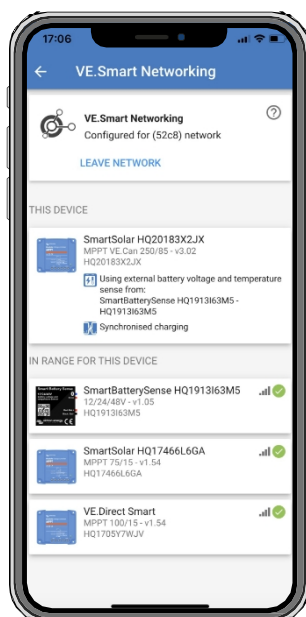 17:06
VE.Smart Networking
VE.Smart Networking
Configured for (52c8) network
LEAVE NETWORK
THIS DEVICE
SmartSolar HQ20183X2JX
MPPT VE.Can 250/85 - v3.02
HQ20183X2JX
Using external battery voltage and temperature
sense from:
SmartBatterySense HQ1913I63M5 -
HQ1913I63M5
Synchronised charging
IN RANGE FOR THIS DEVICE
SmartBatterySense HQ1913I63M5
12/24/48V - v1.05
HQ1913I63M5
SmartSolar HQ17466L6GA
MPPT 75/15 - v1.54
HQ17466L6GA
VE.Direct Smart
MPPT 100/15 - v1.54
HQ1705Y7WJV